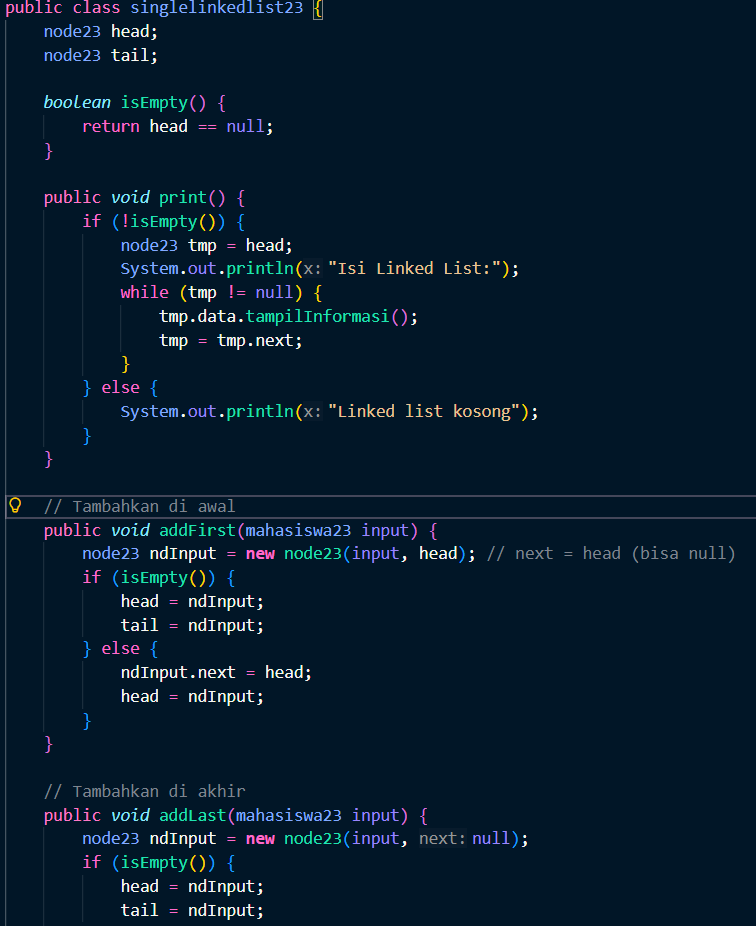 public class singlelinkedlist23 {
    node23 head;
    node23 tail;

    boolean isEmpty() {
        return head == null;
    }

    public void print() {
        if (!isEmpty()) {
            node23 tmp = head;
            System.out.println(x: "Isi Linked List:");
            while (tmp != null) {
                tmp.data.tampilInformasi();
                tmp = tmp.next;
            }
        } else {
            System.out.println(x: "Linked list kosong");
        }
    }

    // Tambahkan di awal
    public void addFirst(mahasiswa23 input) {
        node23 ndInput = new node23(input, head); // next = head (bisa null)
        if (isEmpty()) {
            head = ndInput;
            tail = ndInput;
        } else {
            ndInput.next = head;
            head = ndInput;
        }
    }

    // Tambahkan di akhir
    public void addLast(mahasiswa23 input) {
        node23 ndInput = new node23(input, next: null);
        if (isEmpty()) {
            head = ndInput;
            tail = ndInput;